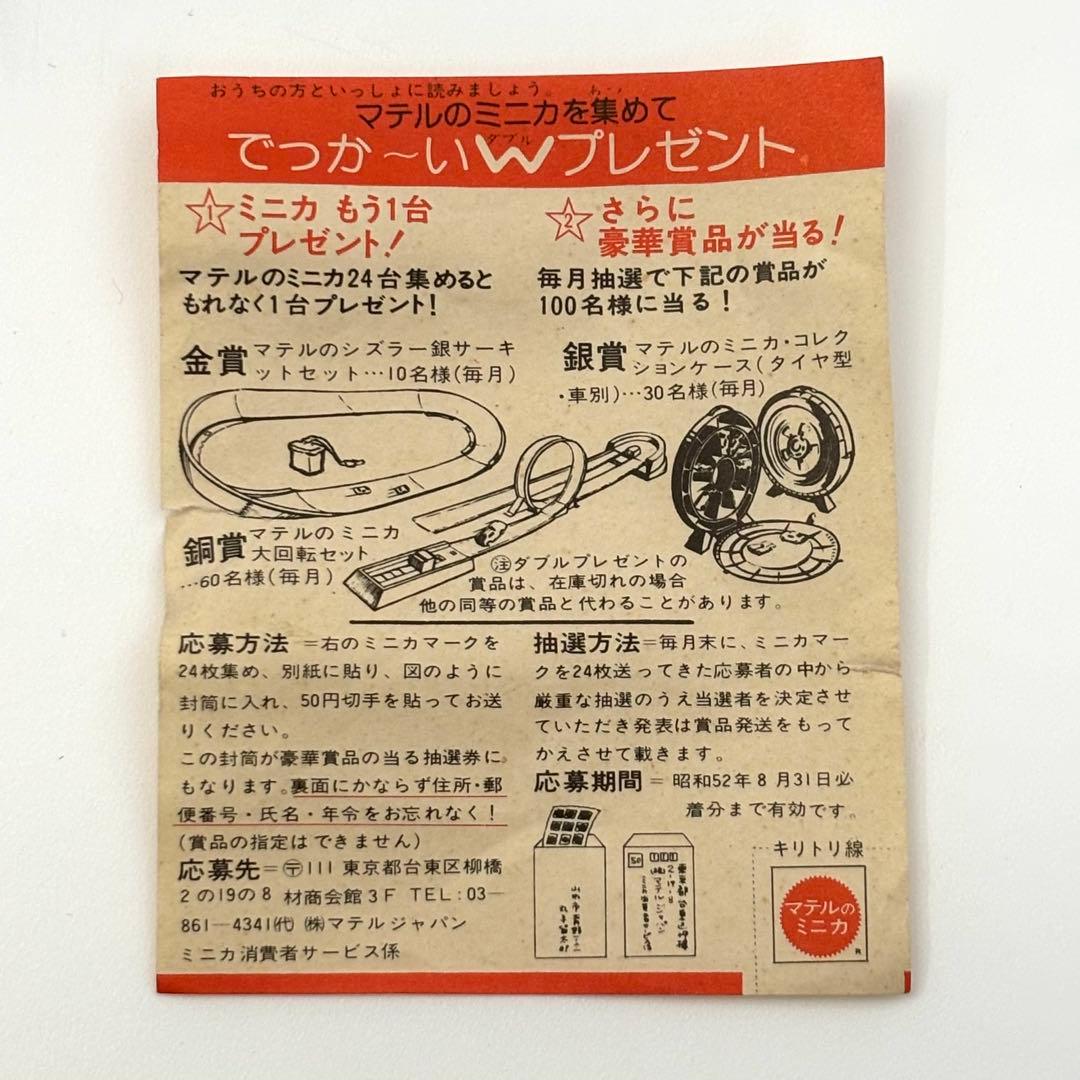 おうちの方といっしょに読みましょう。
マテルのミニカを集めて
でっか〜いWプレゼント
ダブル
1 ミニカ もう1台
プレゼント!
マテルのミニカ24台集めると
もれなく1台プレゼント!
2 さらに
豪華賞品が当る!
毎月抽選で下記の賞品が
100名様に当る!
金賞 マテルのシズラー銀サーキ
ットセット…10名様(毎月)
銀賞 マテルのミニカ・コレク
ションケース(タイヤ型
・車別)…30名様(毎月)
銅賞 マテルのミニカ
大回転セット
…60名様(毎月)
注 ダブルプレゼントの
賞品は、在庫切れの場合
他の同等の賞品と代わることがあります。
応募方法=右のミニカマークを
24枚集め、別紙に貼り、図のように
封筒に入れ、50円切手を貼ってお送
りください。
この封筒が豪華賞品の当る抽選券に
もなります。裏面にかならず住所・郵
便番号・氏名・年令をお忘れなく!
(賞品の指定はできません)
応募先=〒111 東京都台東区柳橋
2の19の8 材商会館3F TEL:03—
861—4341(代) (株)マテルジャパン
ミニカ消費者サービス係
抽選方法=毎月末に、ミニカマー
クを24枚送ってきた応募者の中から
厳重な抽選のうえ当選者を決定させ
ていただき発表は賞品発送をもって
かえさせて載きます。
応募期間=昭和52年8月31日必
着分まで有効です。
50
111
2-19-8
キリトリ線
マテルの
ミニカ
R